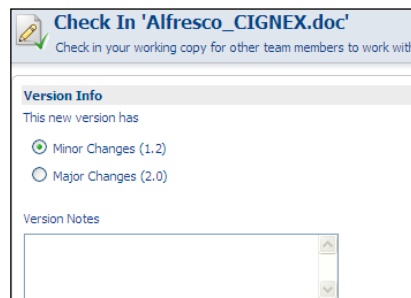 Check In 'Alfresco_CIGNEX.doc'
Check in your working copy for other team members to work with
Version Info
This new version has
Minor Changes (1.2)
Major Changes (2.0)
Version Notes